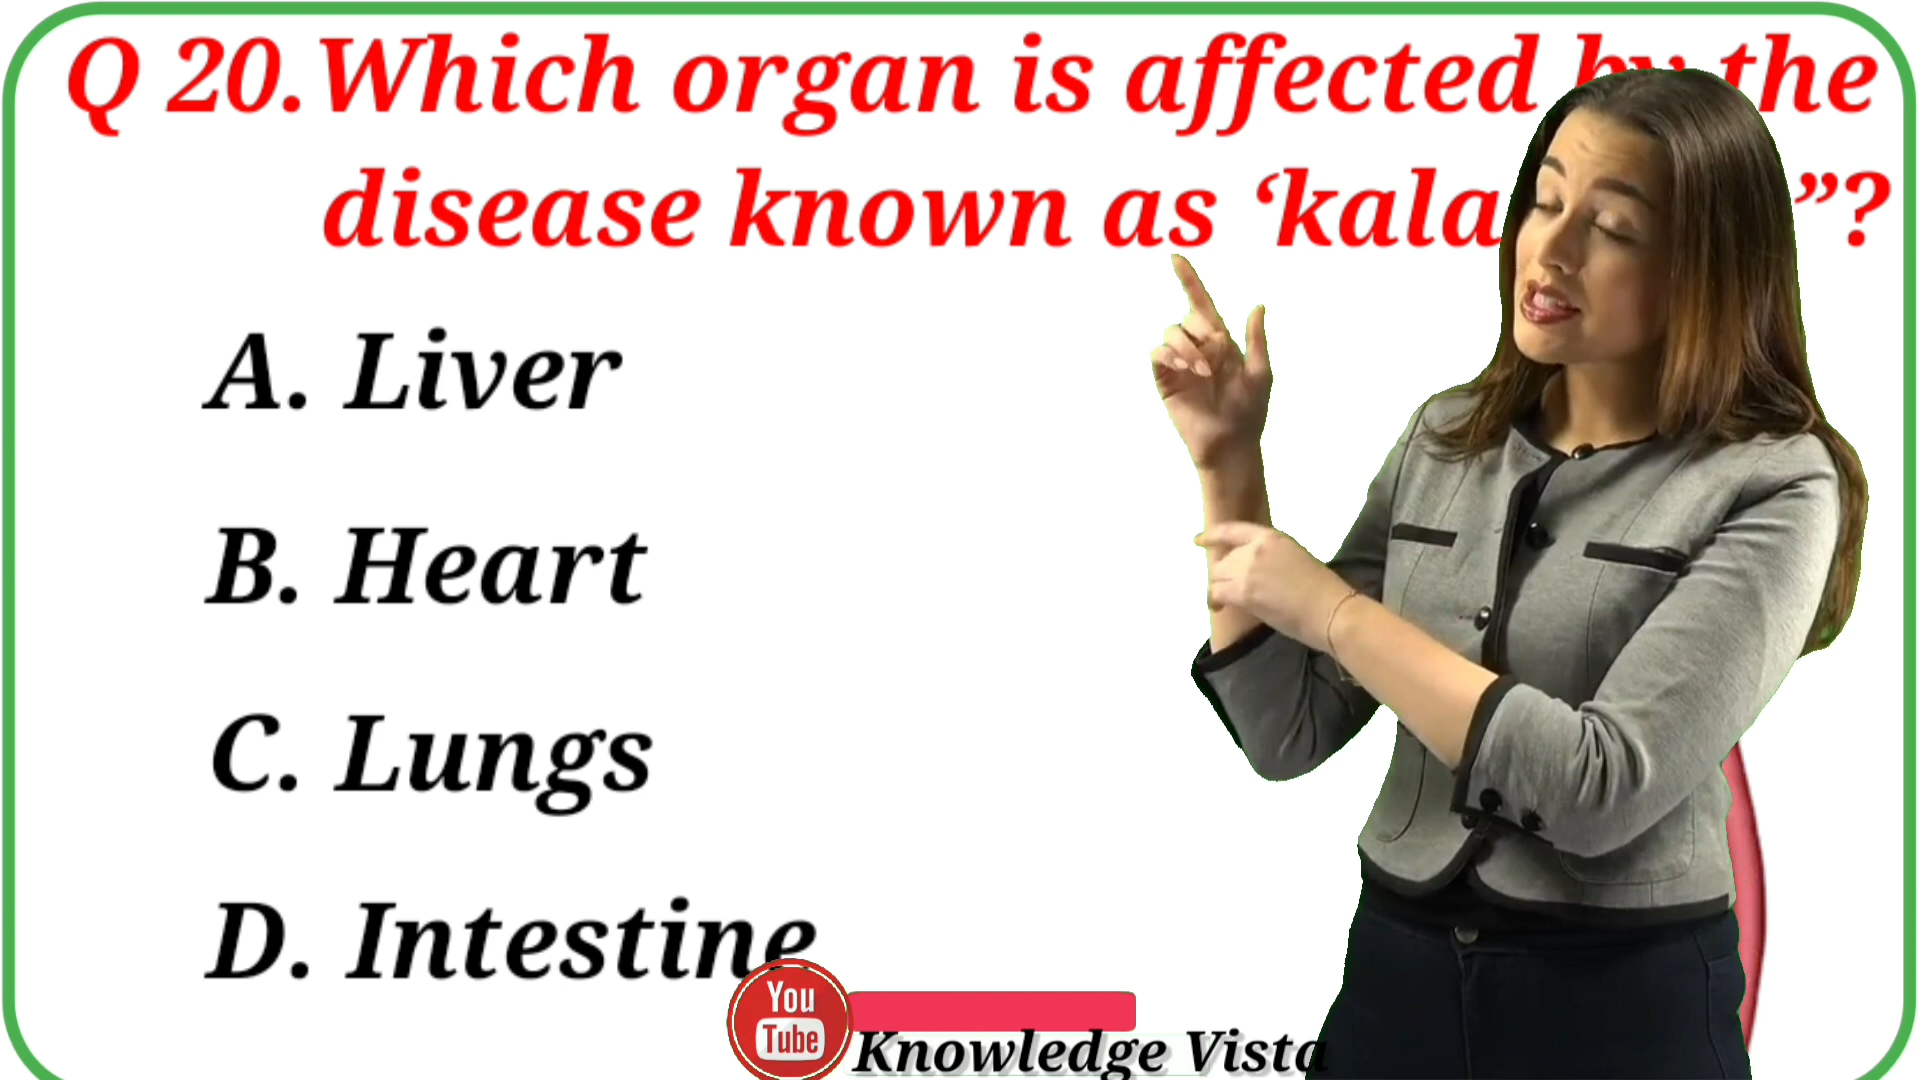 Q 20. Which organ is affected by the
disease known as ‘kala ”?
A. Liver
B. Heart
C. Lungs
D. Intestine
You
Tube
Knowledge Vista